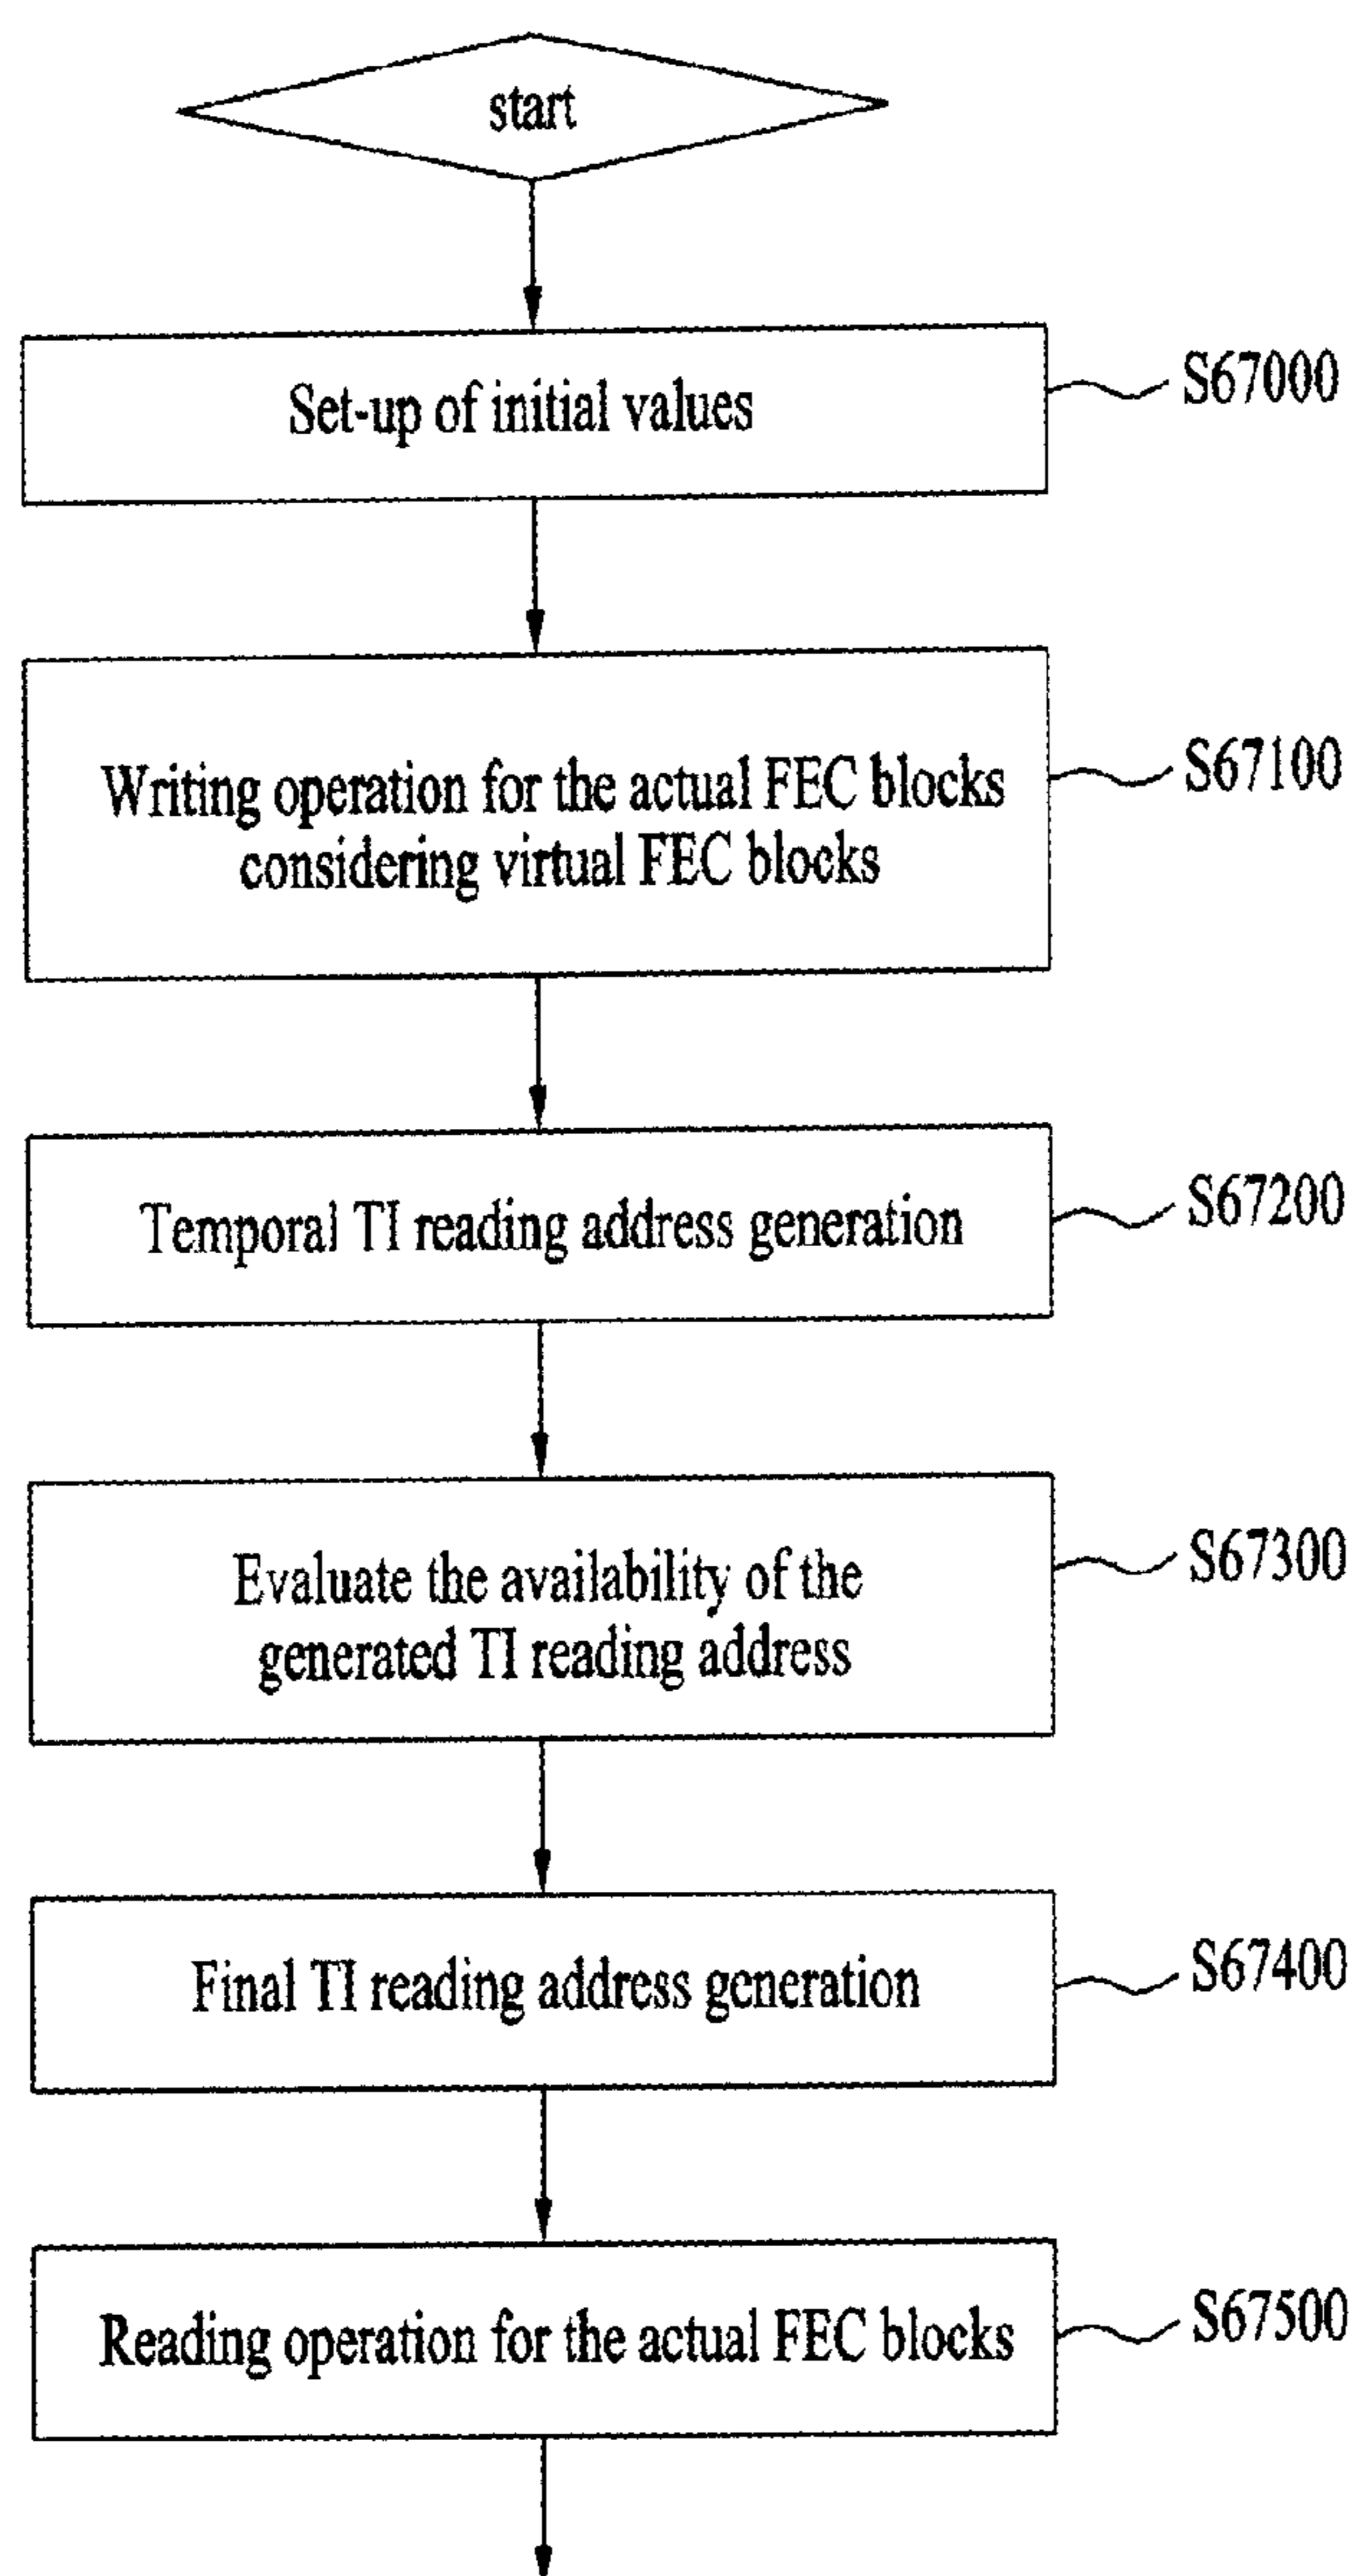 start
Set-up of initial values
S67000
Writing operation for the actual FEC blocks
considering virtual FEC blocks
S67100
Temporal TI reading address generation
S67200
Evaluate the availability of the
generated TI reading address
S67300
Final TI reading address generation
S67400
Reading operation for the actual FEC blocks
S67500